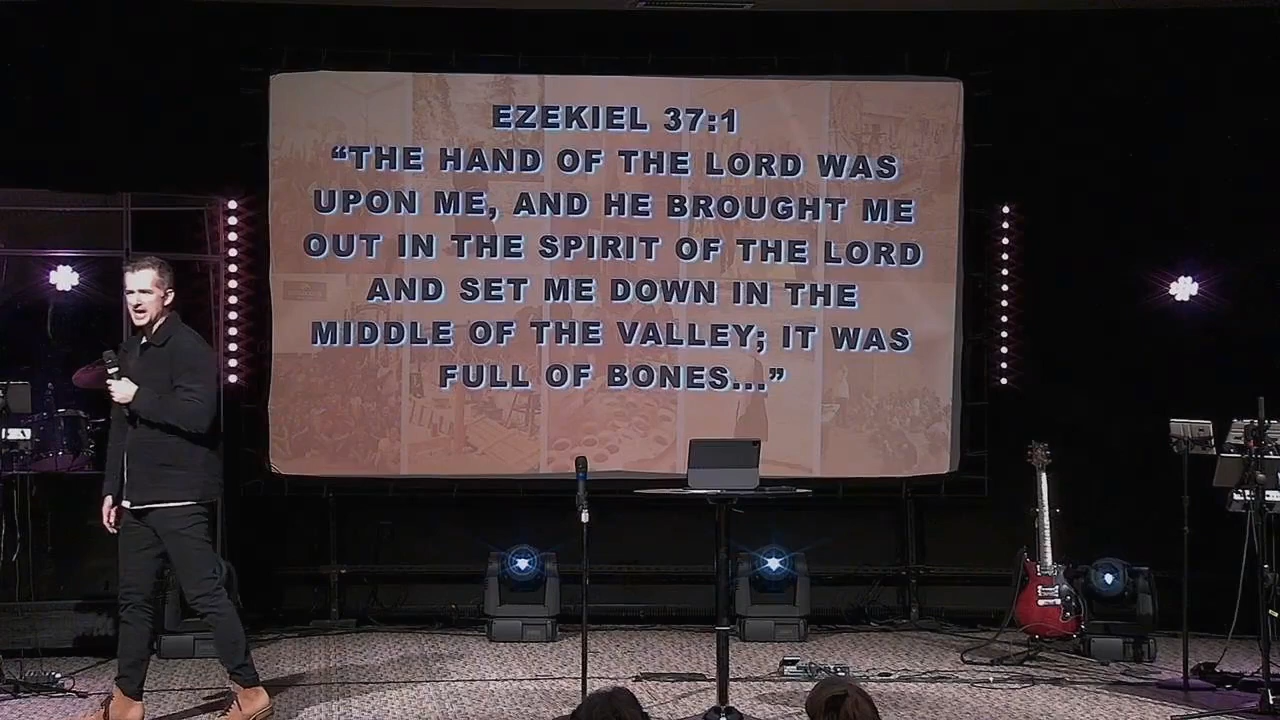 EZEKIEL 37:1
“THE HAND OF THE LORD WAS
UPON ME, AND HE BROUGHT ME
OUT IN THE SPIRIT OF THE LORD
AND SET ME DOWN IN THE
MIDDLE OF THE VALLEY; IT WAS
FULL OF BONES...”